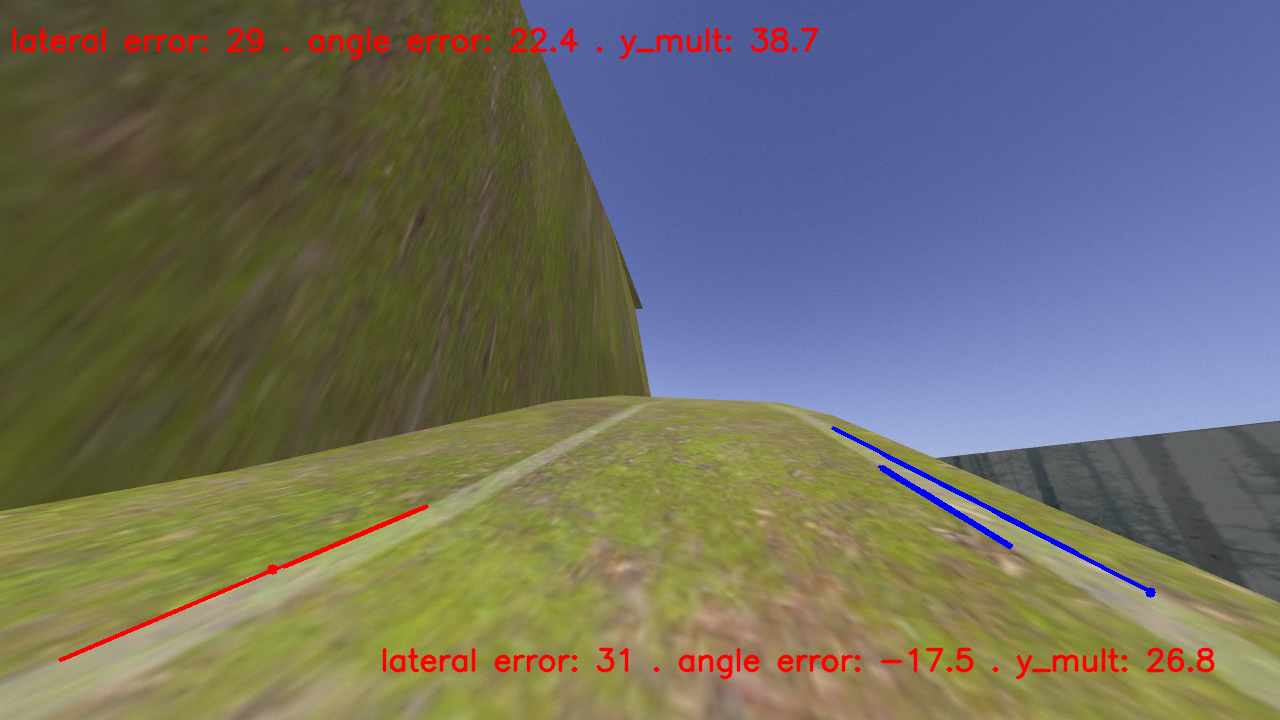 lateral error: 29 . angle error: 22.4 . y_mult: 38.7
lateral error: 31 . angle error: -17.5 . y_mult: 26.8